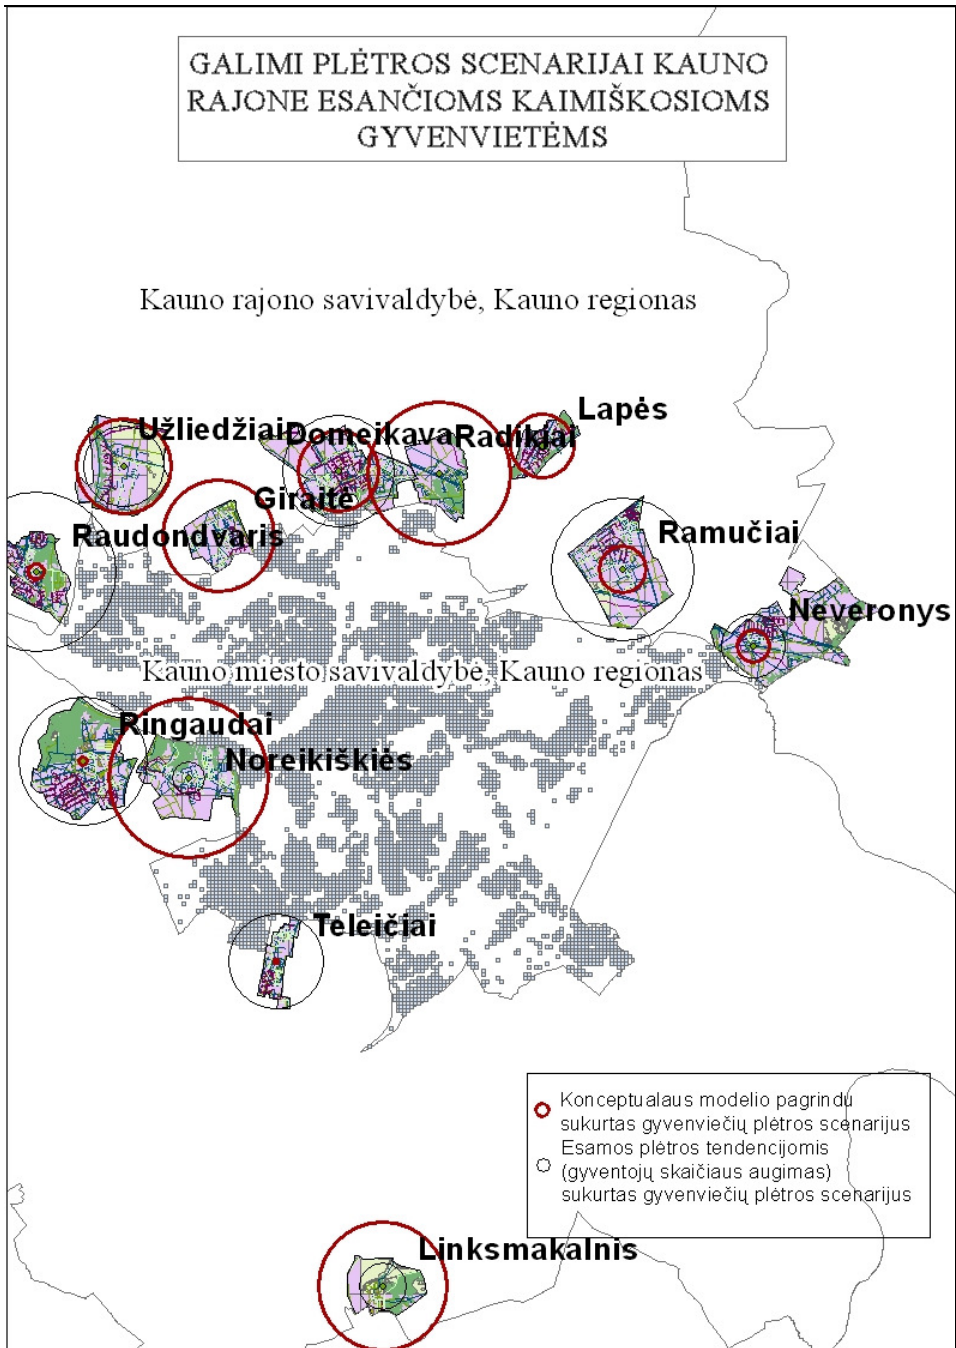 GALIMI PLĖTROS SCENARIJAI KAUNO
RAJONE ESANČIOMS KAIMIŠKOSIOMS
GYVENVIETĖMS
Kauno rajono savivaldybė, Kauno regionas
Lapės
Užliedžiai
Domeikava
Radikiai
Giraitė
Raudondvaris
Ramučiai
Neveronys
Kauno miesto savivaldybė, Kauno regionas
Ringaudai
Noreikiškiės
Teleičiai
Konceptualaus modelio pagrindu
sukurtas gyvenviečių plėtros scenarijus
Esamos plėtros tendencijomis
(gyventojų skaičiaus augimas)
sukurtas gyvenviečių plėtros scenarijus
Linksmakalnis